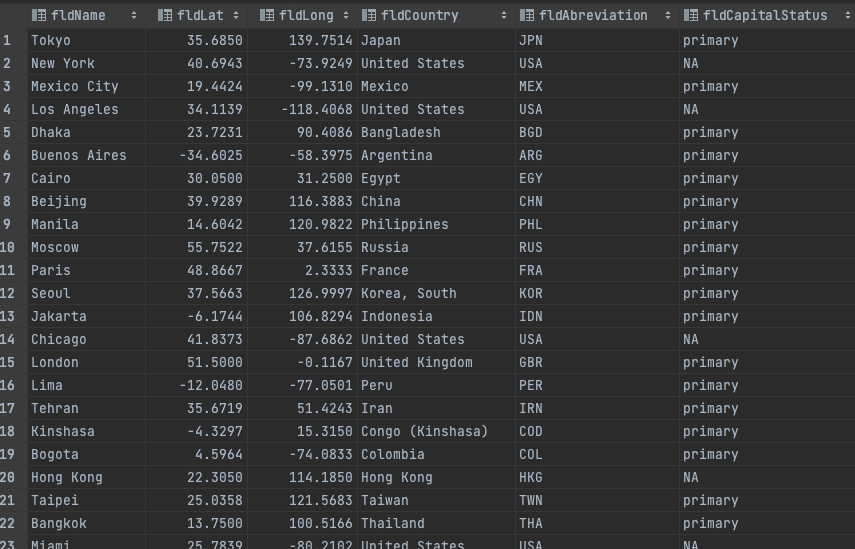 fldName fldLat fldLong fldCountry fldAbreviation fldCapitalStatus
1 Tokyo 35.6850 139.7514 Japan JPN primary
2 New York 40.6943 -73.9249 United States USA NA
3 Mexico City 19.4424 -99.1310 Mexico MEX primary
4 Los Angeles 34.1139 -118.4068 United States USA NA
5 Dhaka 23.7231 90.4086 Bangladesh BGD primary
6 Buenos Aires -34.6025 -58.3975 Argentina ARG primary
7 Cairo 30.0500 31.2500 Egypt EGY primary
8 Beijing 39.9289 116.3883 China CHN primary
9 Manila 14.6042 120.9822 Philippines PHL primary
10 Moscow 55.7522 37.6155 Russia RUS primary
11 Paris 48.8667 2.3333 France FRA primary
12 Seoul 37.5663 126.9997 Korea, South KOR primary
13 Jakarta -6.1744 106.8294 Indonesia IDN primary
14 Chicago 41.8373 -87.6862 United States USA NA
15 London 51.5000 -0.1167 United Kingdom GBR primary
16 Lima -12.0480 -77.0501 Peru PER primary
17 Tehran 35.6719 51.4243 Iran IRN primary
18 Kinshasa -4.3297 15.3150 Congo (Kinshasa) COD primary
19 Bogota 4.5964 -74.0833 Colombia COL primary
20 Hong Kong 22.3050 114.1850 Hong Kong HKG NA
21 Taipei 25.0358 121.5683 Taiwan TWN primary
22 Bangkok 13.7500 100.5166 Thailand THA primary
23 Miami 25.7839 -80.2102 United States USA NA